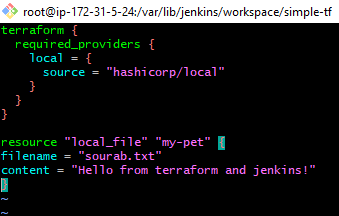 root@ip-172-31-5-24:/var/lib/jenkins/workspace/simple-tf
terraform {
  required_providers {
    local = {
      source = "hashicorp/local"
    }
  }
}

resource "local_file" "my-pet" {
filename = "sourab.txt"
content = "Hello from terraform and jenkins!"
}
~
~